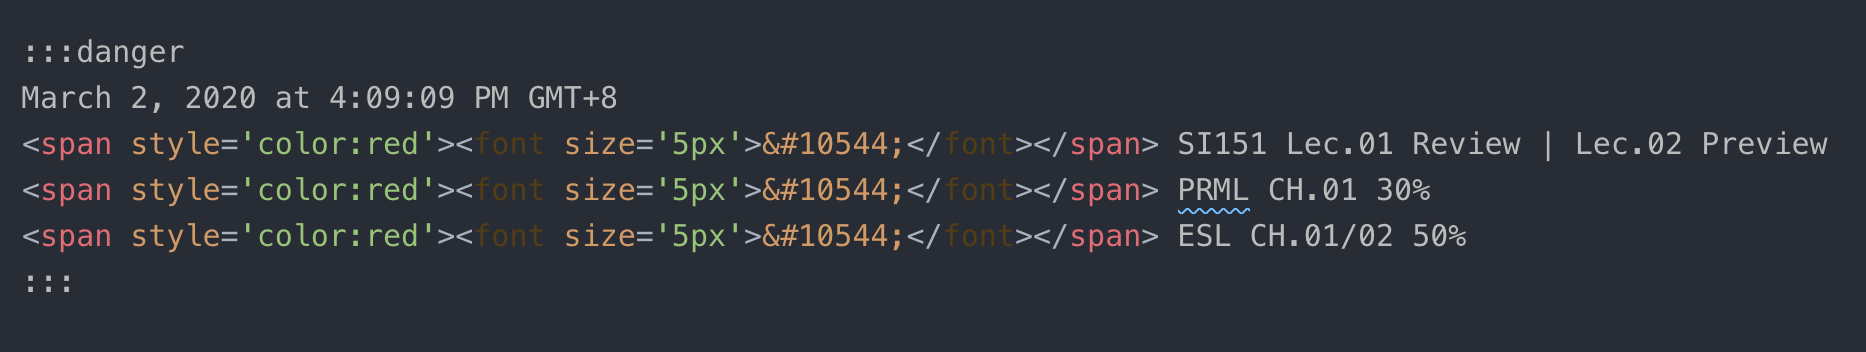 :::danger
March 2, 2020 at 4:09:09 PM GMT+8
<span style='color:red'><font size='5px'>&#10544;</font></span> SI151 Lec.01 Review | Lec.02 Preview
<span style='color:red'><font size='5px'>&#10544;</font></span> PRML CH.01 30%
<span style='color:red'><font size='5px'>&#10544;</font></span> ESL CH.01/02 50%
:::